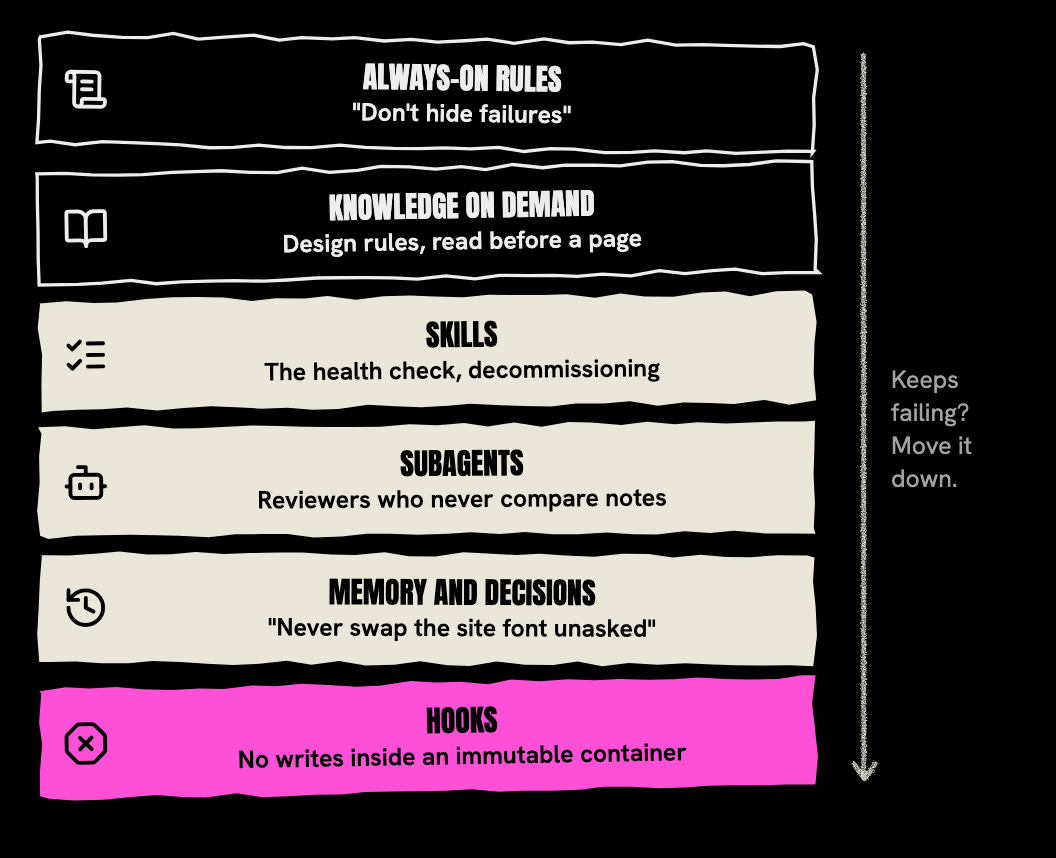 ALWAYS-ON RULES
"Don't hide failures"
KNOWLEDGE ON DEMAND
Design rules, read before a page
SKILLS
The health check, decommissioning
SUBAGENTS
Reviewers who never compare notes
MEMORY AND DECISIONS
"Never swap the site font unasked"
HOOKS
No writes inside an immutable container
Keeps
failing?
Move it
down.